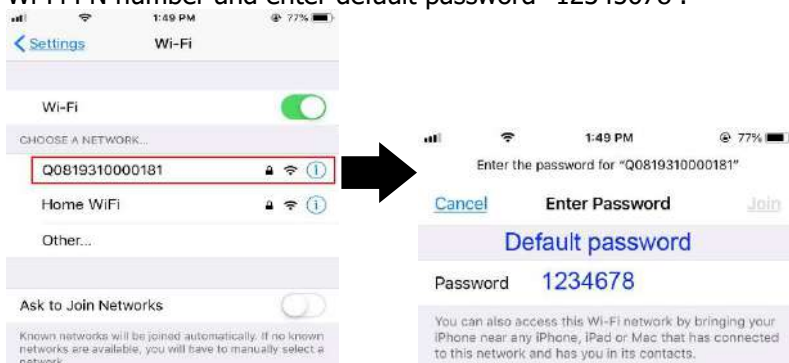 Wi-Fi PN number and enter default password "12345678".
1:49 PM 77%
Settings Wi-Fi
Wi-Fi
CHOOSE A NETWORK...
Q0819310000181
Home WiFi
Other...
Ask to Join Networks
Known networks will be joined automatically. If no known
networks are available, you will have to manually select a
network.
1:49 PM 77%
Enter the password for "Q0819310000181"
Cancel Enter Password Join
Default password
Password 1234678
You can also access this Wi-Fi network by bringing your
iPhone near any iPhone, iPad or Mac that has connected
to this network and has you in its contacts.